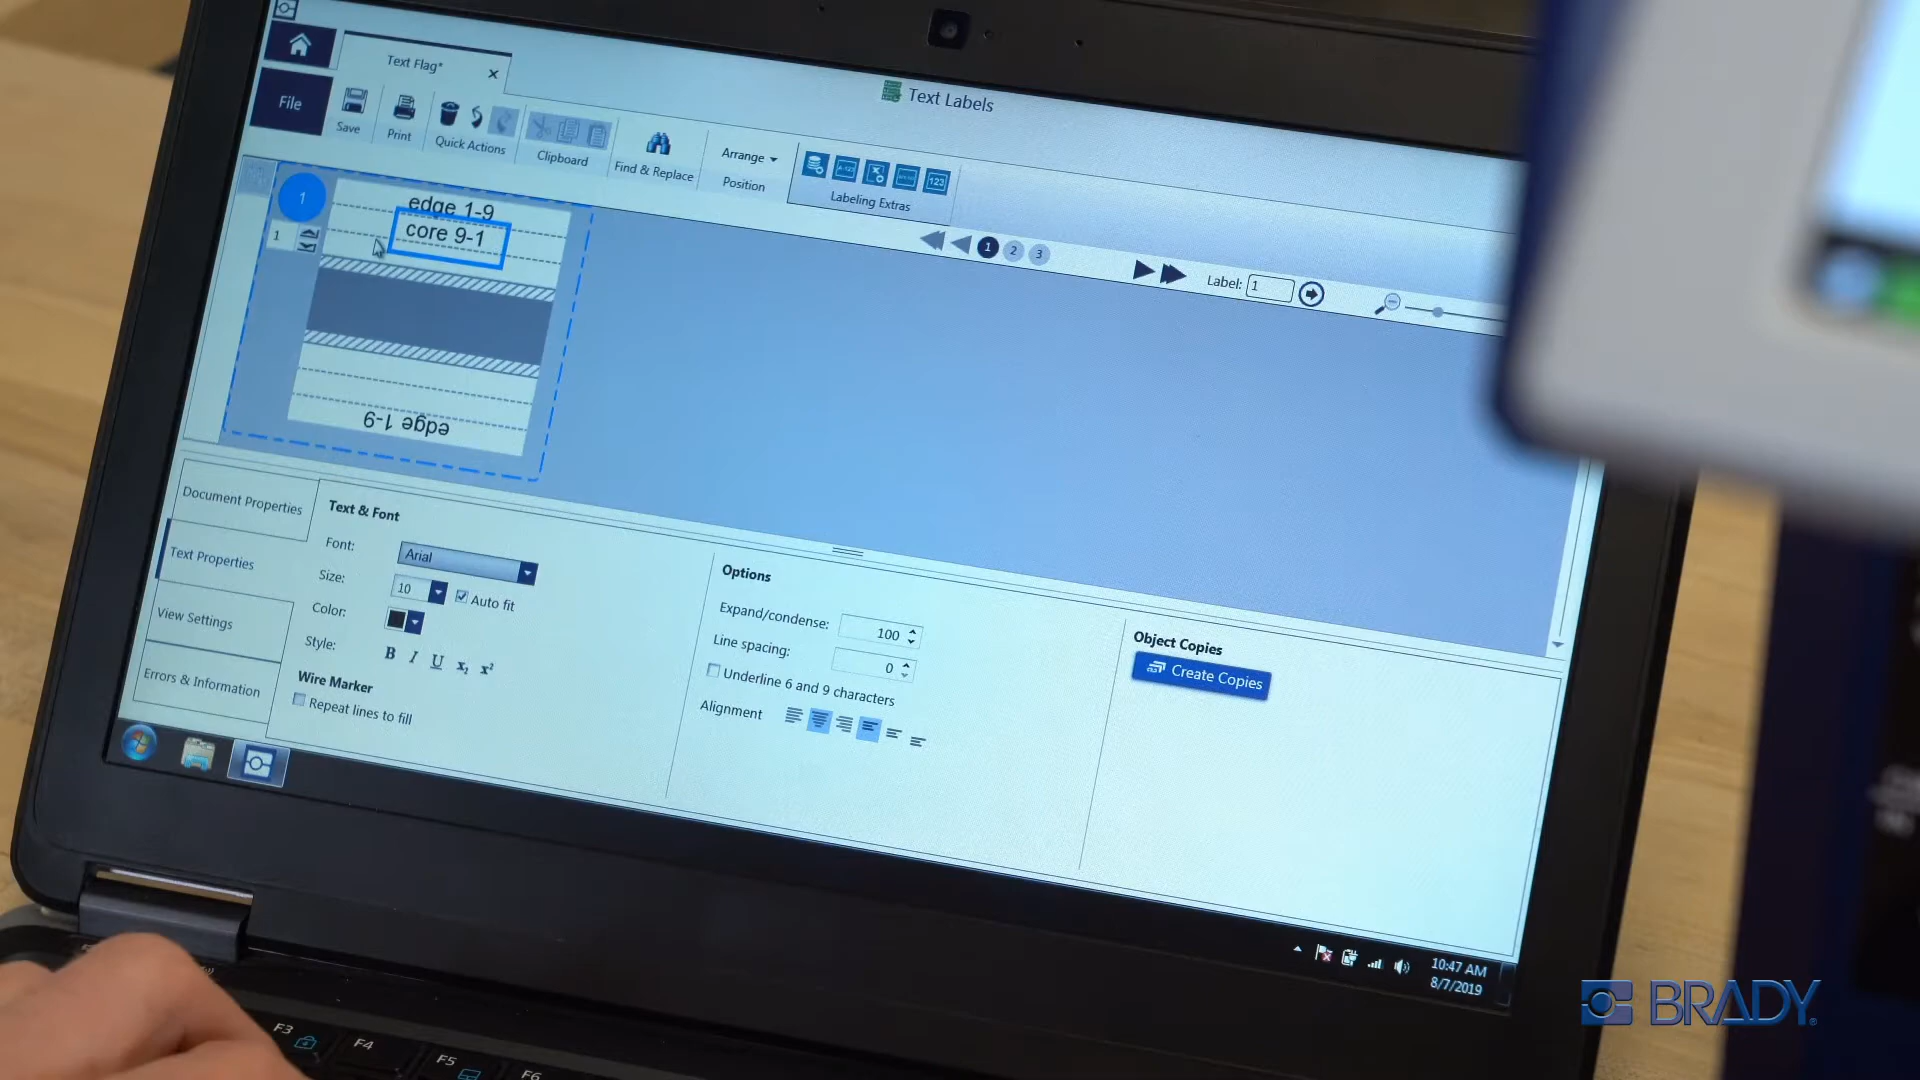 Text Flag*
Text Labels
File
Save
Print
Quick Actions
Clipboard
Find & Replace
Arrange
Position
Labeling Extras
1
1
edge 1-9
core 9-1
edge 1-9
1 2 3
Label: 1
Document Properties
Text Properties
View Settings
Errors & Information
Text & Font
Font: Arial
Size: 10 Auto fit
Color:
Style: B I U x₂ x²
Wire Marker
Repeat lines to fill
Options
Expand/condense: 100
Line spacing: 0
Underline 6 and 9 characters
Alignment
Object Copies
Create Copies
10:47 AM
8/7/2019
F3
F4
F5
F6
BRADY